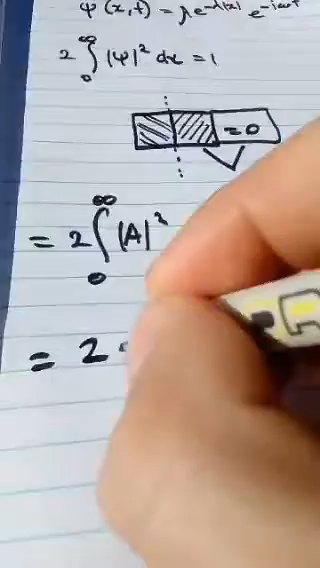 ψ(x,t) = Ae^-λ|x| e^-iωt
2 ∫₀^∞ |ψ|² dx = 1
= 0
= 2 ∫₀^∞ |A|²
= 2